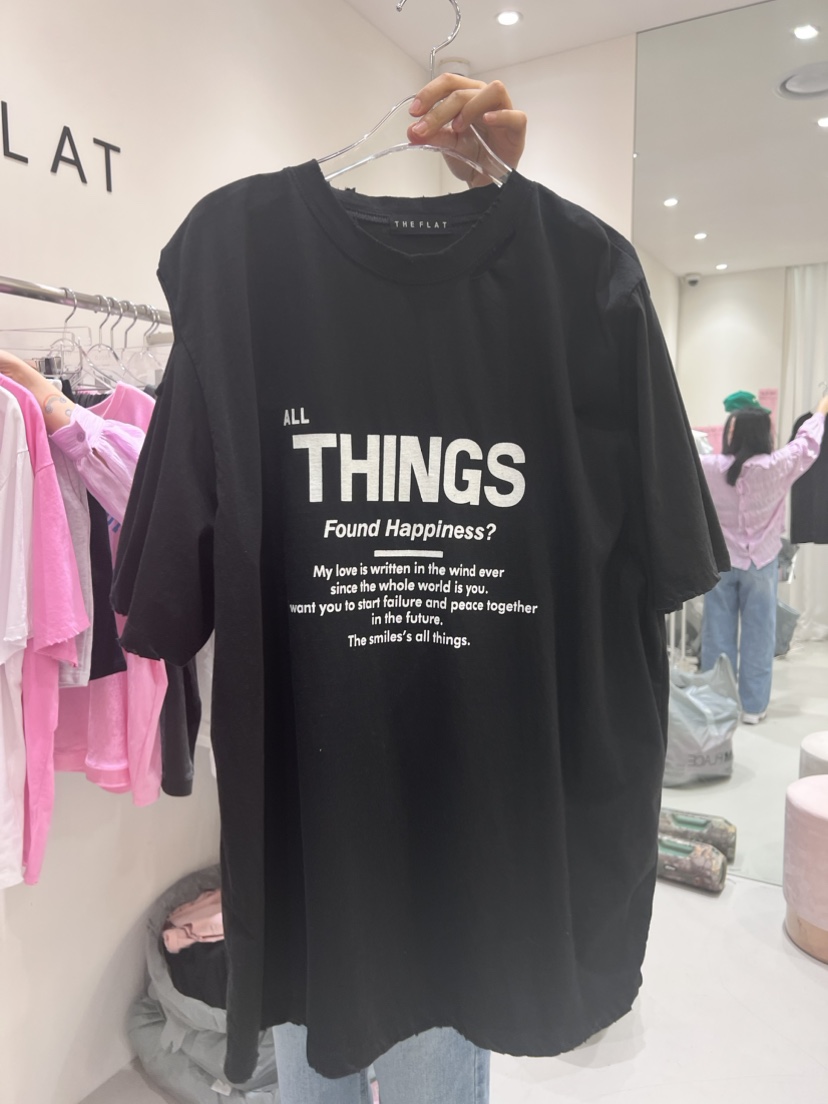 LAT
THE FLAT
ALL
THINGS
Found Happiness?
My love is written in the wind ever
since the whole world is you.
want you to start failure and peace together
in the future.
The smiles's all things.